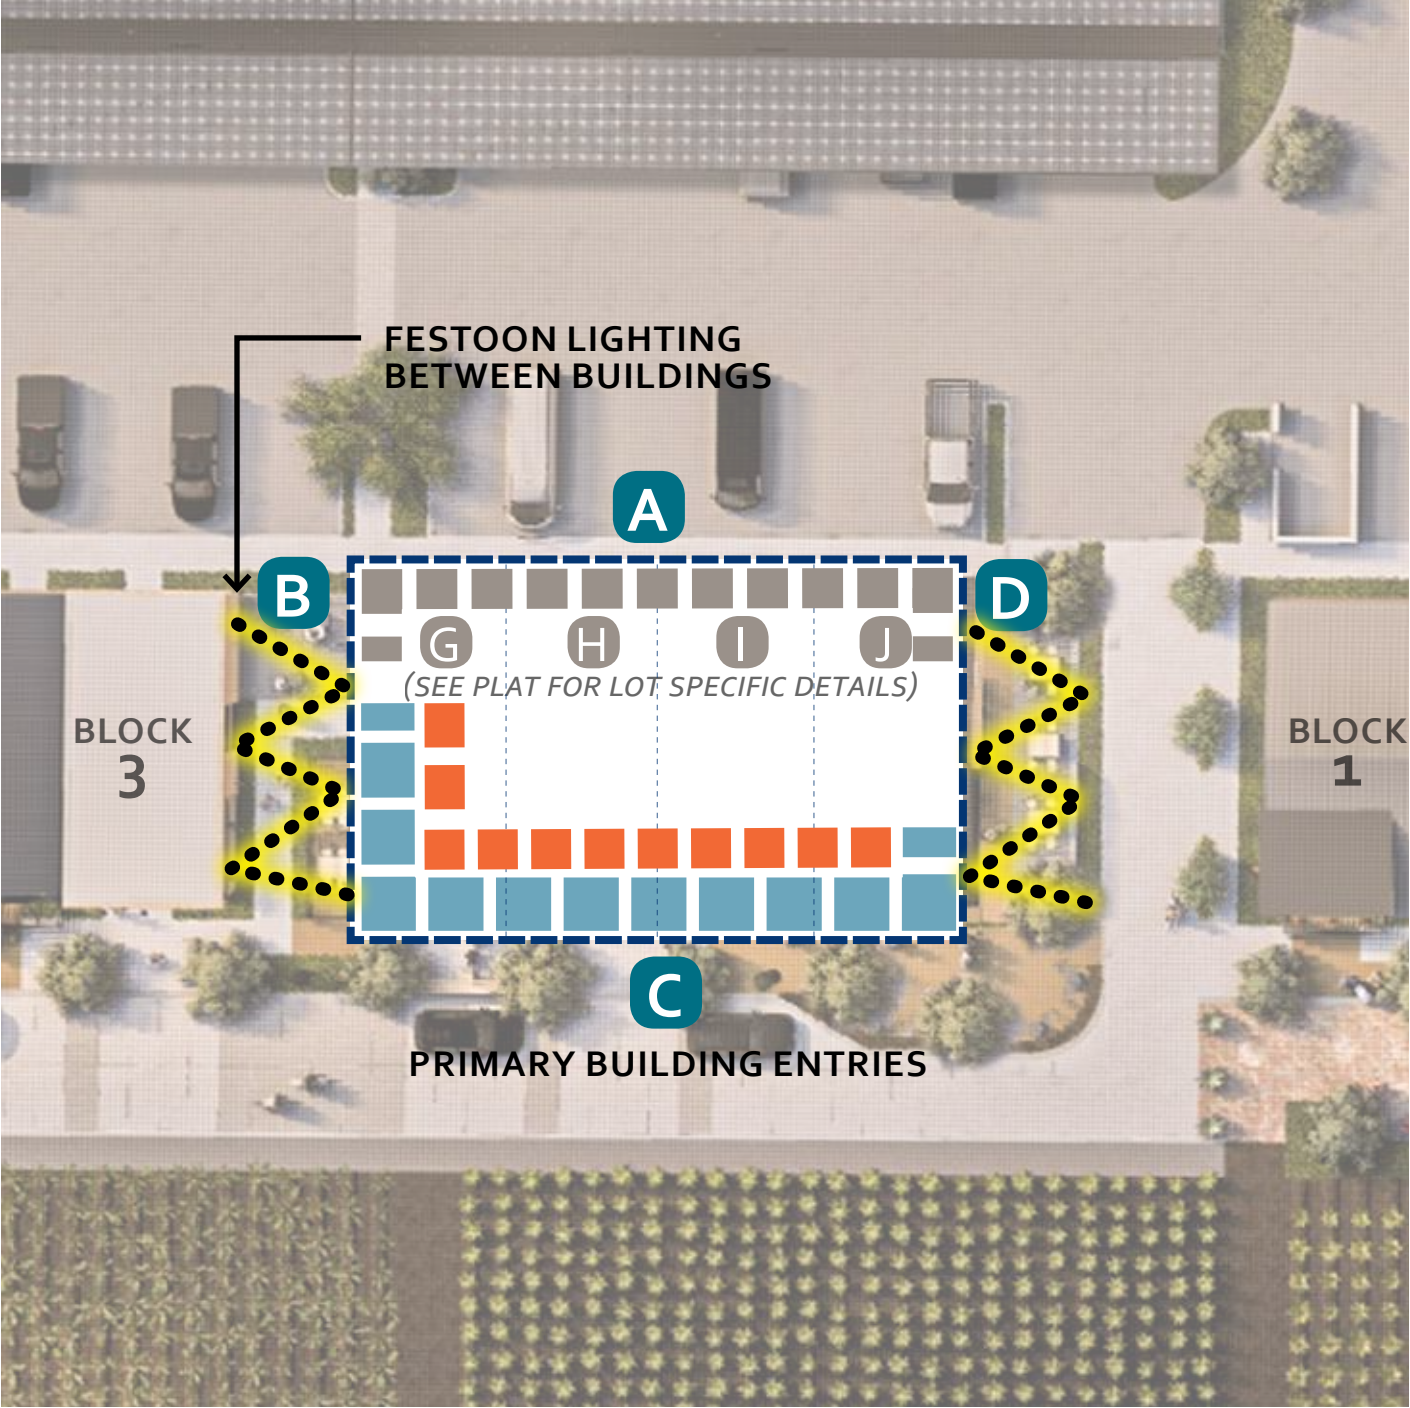 FESTOON LIGHTING
BETWEEN BUILDINGS
A
B
D
G H I J
(SEE PLAT FOR LOT SPECIFIC DETAILS)
BLOCK
3
BLOCK
1
C
PRIMARY BUILDING ENTRIES